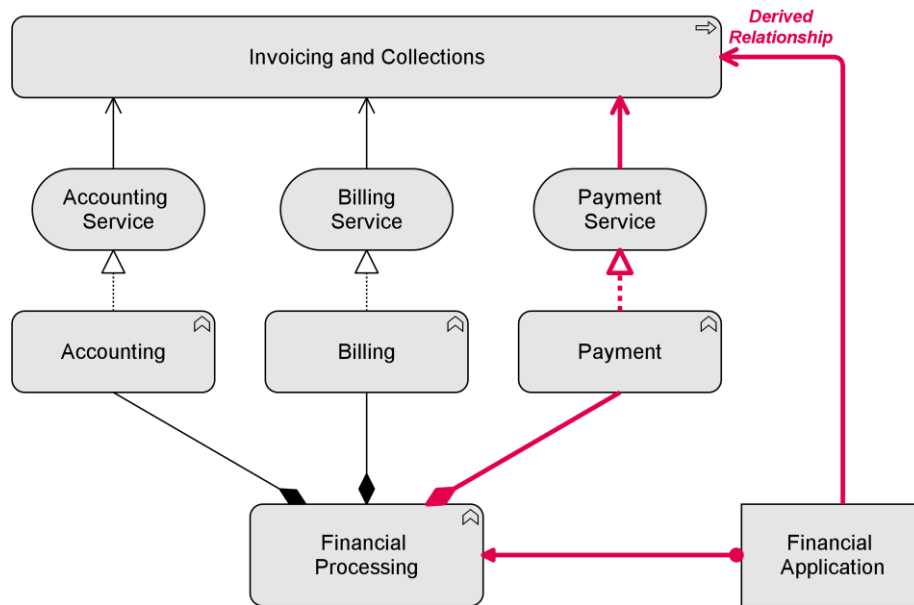 Derived
Relationship
Invoicing and Collections
Accounting
Service
Billing
Service
Payment
Service
Accounting
Billing
Payment
Financial
Processing
Financial
Application